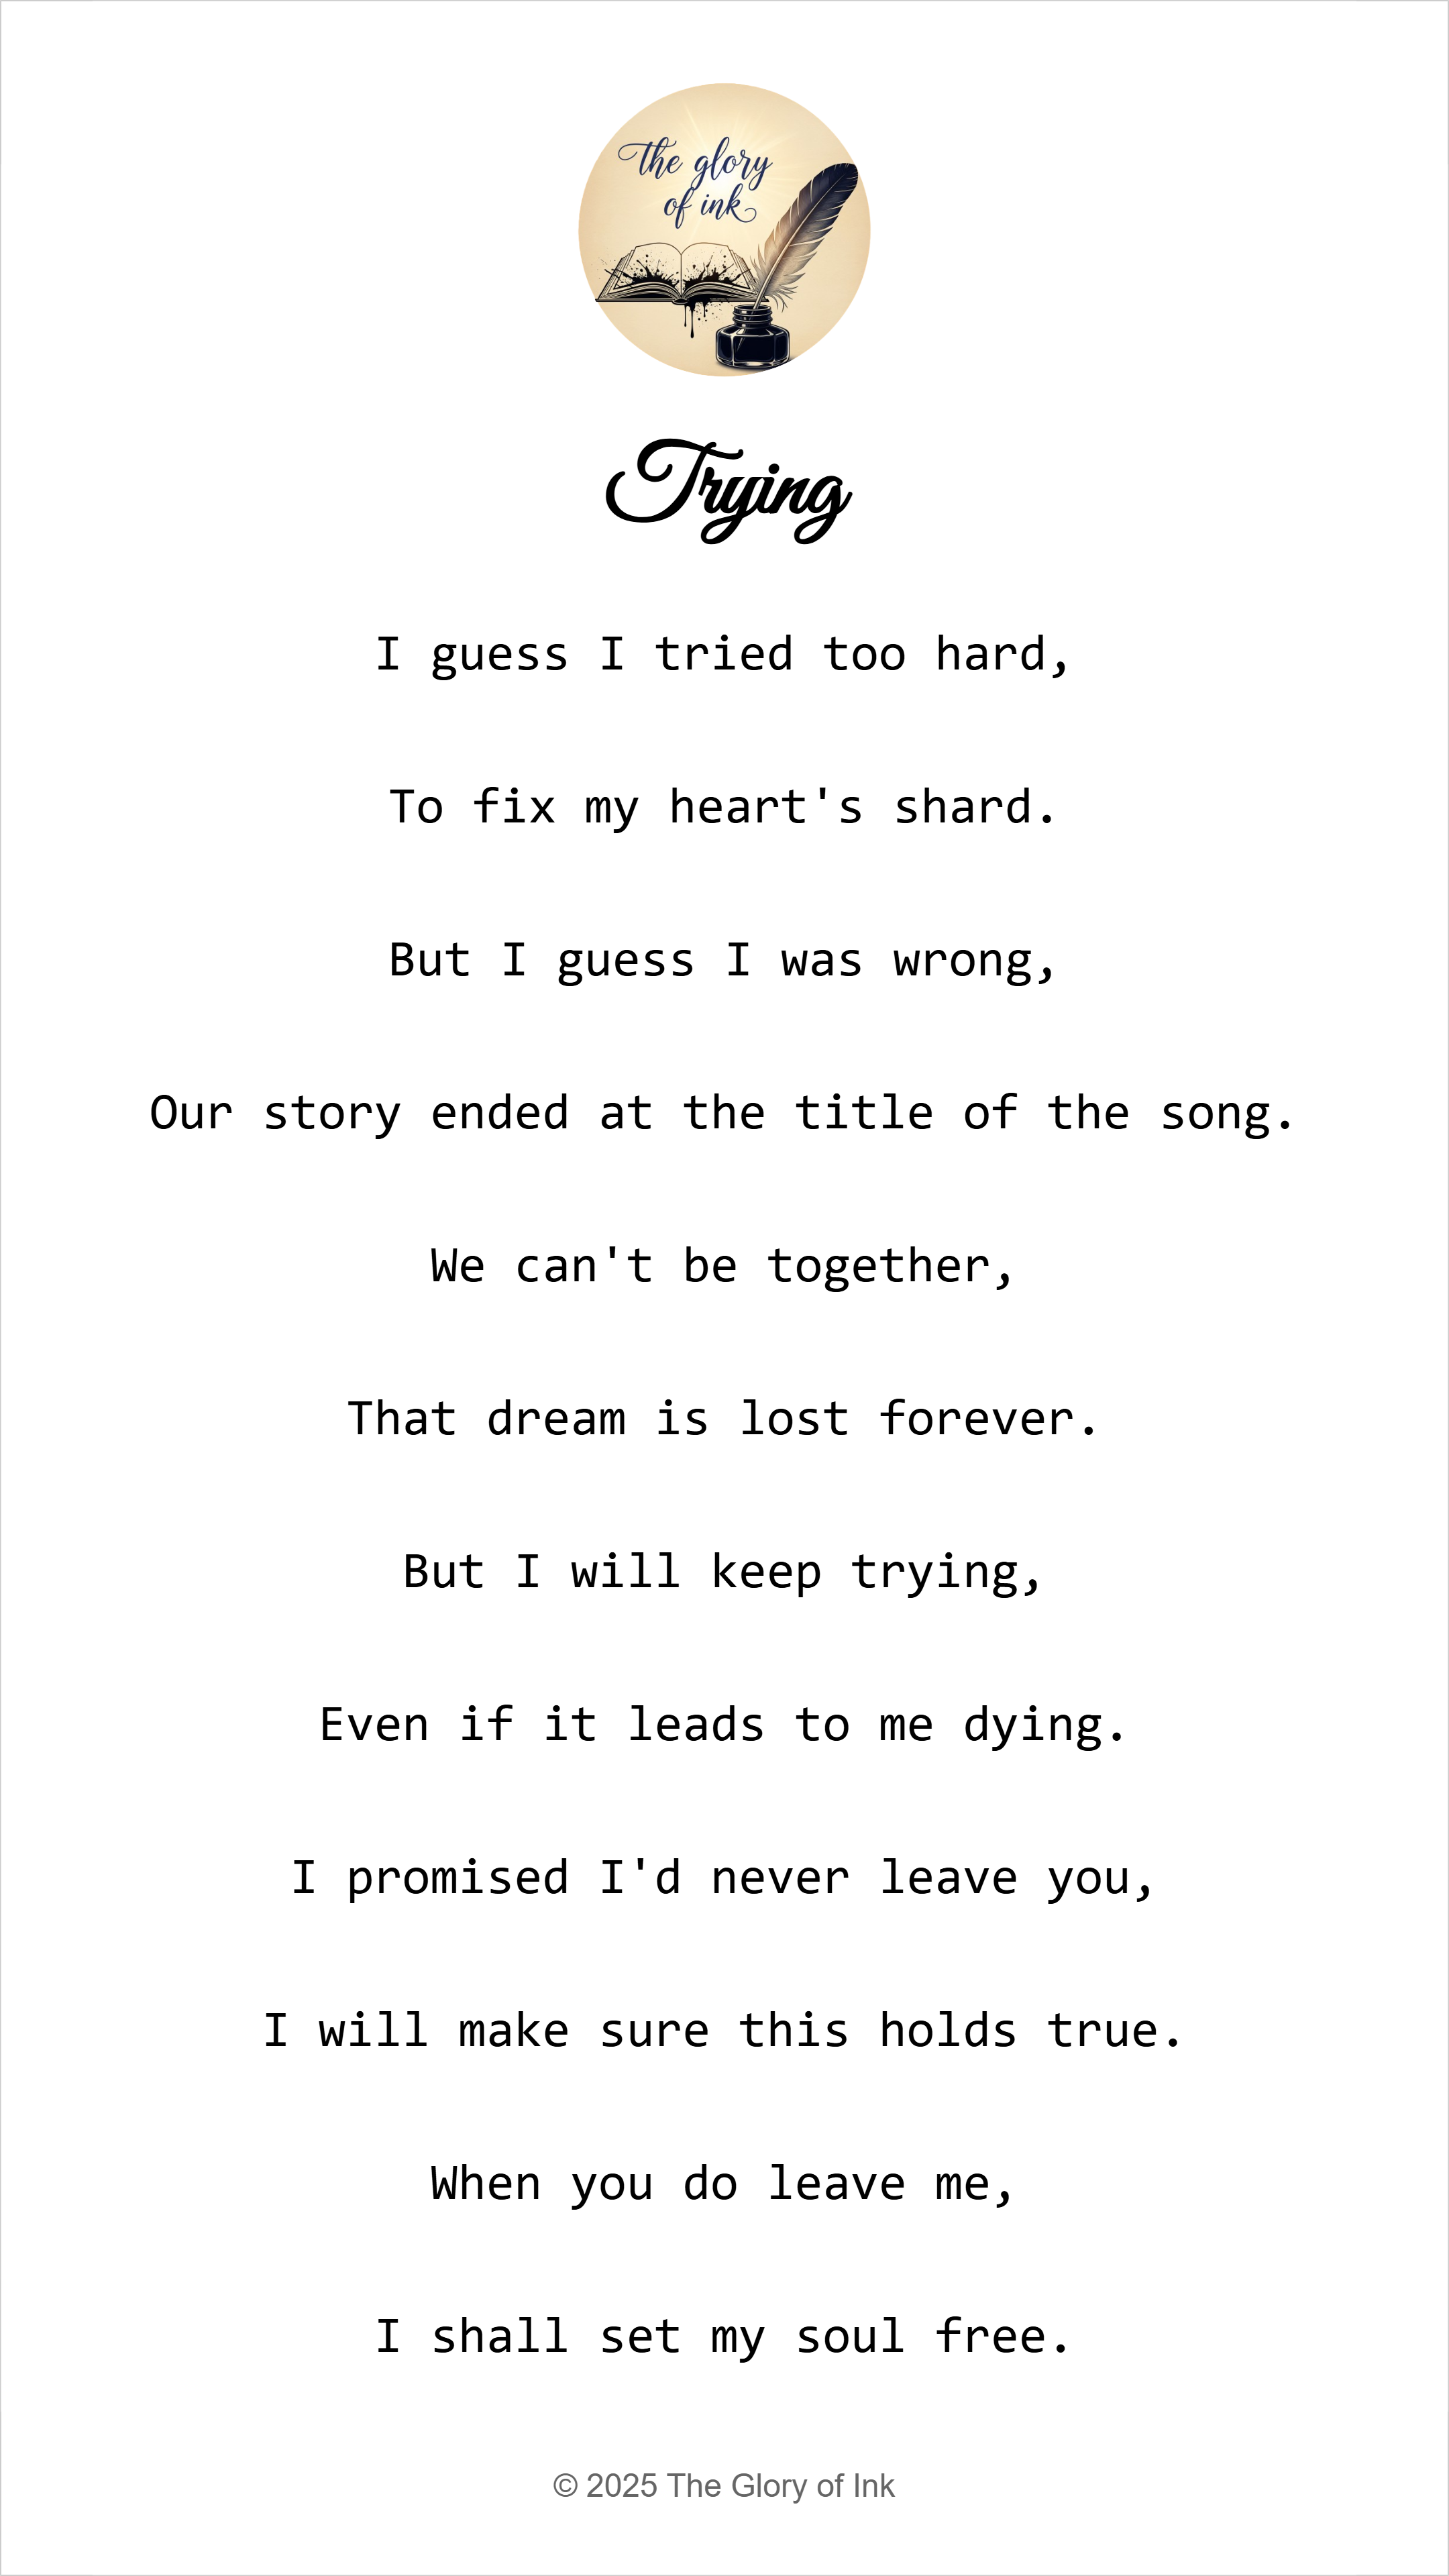 the glory
of ink
Trying
I guess I tried too hard,
To fix my heart's shard.
But I guess I was wrong,
Our story ended at the title of the song.
We can't be together,
That dream is lost forever.
But I will keep trying,
Even if it leads to me dying.
I promised I'd never leave you,
I will make sure this holds true.
When you do leave me,
I shall set my soul free.
© 2025 The Glory of Ink